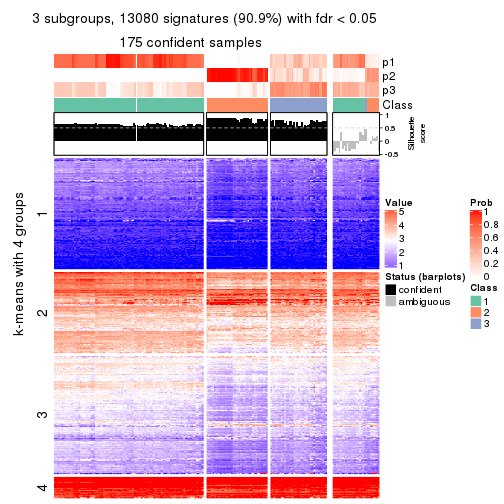 3 subgroups, 13080 signatures (90.9%) with fdr < 0.05
175 confident samples
p1
p2
p3
Class
1
0.5
0
-0.5
Silhouette
score
k-means with 4 groups
1
2
3
4
Value
5
4
3
2
1
Status (barplots)
confident
ambiguous
Prob
1
0.8
0.6
0.4
0.2
0
Class
1
2
3